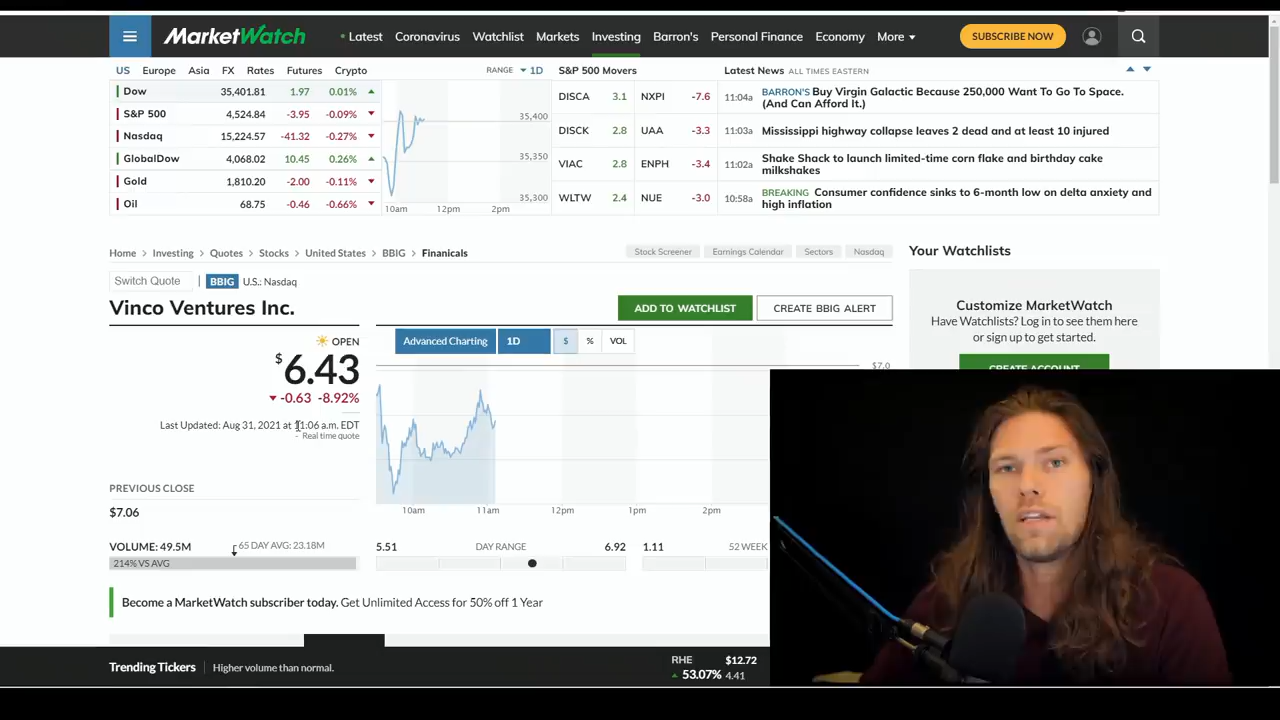 MarketWatch
Latest Coronavirus Watchlist Markets Investing Barron's Personal Finance Economy More
SUBSCRIBE NOW
US Europe Asia FX Rates Futures Crypto
RANGE 1D
Dow 35,401.81 1.97 0.01%
S&P 500 4,524.84 -3.95 -0.09%
Nasdaq 15,224.57 -41.32 -0.27%
GlobalDow 4,068.02 10.45 0.26%
Gold 1,810.20 -2.00 -0.11%
Oil 68.75 -0.46 -0.66%
35,400
35,350
35,300
10am 12pm 2pm
S&P 500 Movers
DISCA 3.1 NXPI -7.6
DISCK 2.8 UAA -3.3
VIAC 2.8 ENPH -3.4
WLTW 2.4 NUE -3.0
Latest News ALL TIMES EASTERN
11:04a BARRON'S Buy Virgin Galactic Because 250,000 Want To Go To Space.
(And Can Afford It.)
11:03a Mississippi highway collapse leaves 2 dead and at least 10 injured
11:02a Shake Shack to launch limited-time corn flake and birthday cake
milkshakes
10:58a BREAKING Consumer confidence sinks to 6-month low on delta anxiety and
high inflation
Home > Investing > Quotes > Stocks > United States > BBIG > Finanicals
Stock Screener Earnings Calendar Sectors Nasdaq
Switch Quote | BBIG U.S.: Nasdaq
Vinco Ventures Inc.
ADD TO WATCHLIST CREATE BBIG ALERT
OPEN
$6.43
-0.63 -8.92%
Last Updated: Aug 31, 2021 at 11:06 a.m. EDT
- Real time quote
PREVIOUS CLOSE
$7.06
Advanced Charting 1D $ % VOL
$7.0
10am 11am 12pm 1pm 2pm
VOLUME: 49.5M 65 DAY AVG: 23.18M
214% VS AVG
5.51 DAY RANGE 6.92
1.11 52 WEEK
Become a MarketWatch subscriber today. Get Unlimited Access for 50% off 1 Year
Your Watchlists
Customize MarketWatch
Have Watchlists? Log in to see them here
or sign up to get started.
CREATE ACCOUNT
Trending Tickers | Higher volume than normal.
RHE $12.72
53.07% 4.41